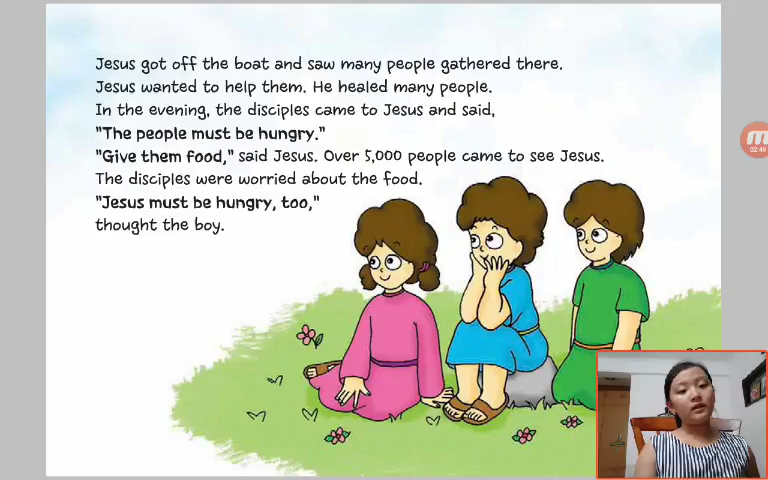 Jesus got off the boat and saw many people gathered there.
Jesus wanted to help them. He healed many people.
In the evening, the disciples came to Jesus and said,
"The people must be hungry."
"Give them food," said Jesus. Over 5,000 people came to see Jesus.
The disciples were worried about the food.
"Jesus must be hungry, too,"
thought the boy.
02:49